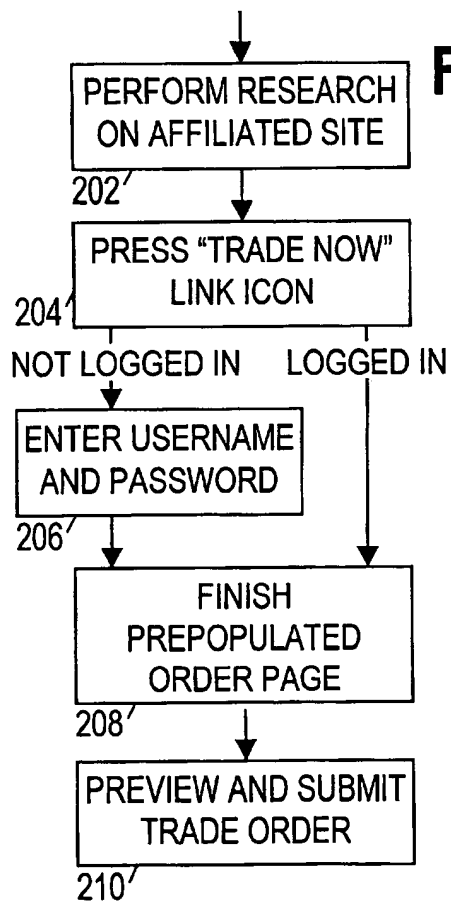 F
PERFORM RESEARCH
ON AFFILIATED SITE
202
PRESS “TRADE NOW”
LINK ICON
204
NOT LOGGED IN LOGGED IN
ENTER USERNAME
AND PASSWORD
206
FINISH
PREPOPULATED
ORDER PAGE
208
PREVIEW AND SUBMIT
TRADE ORDER
210